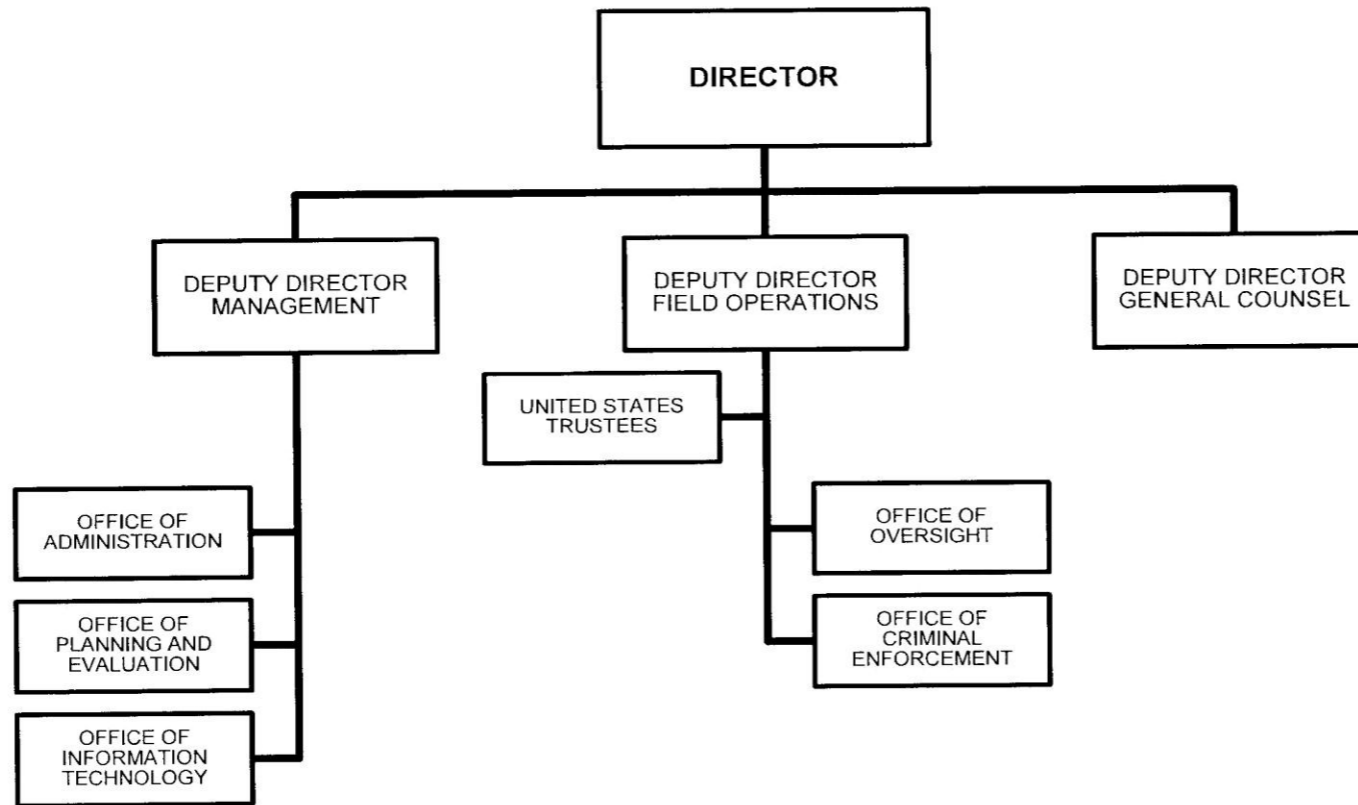 DIRECTOR
DEPUTY DIRECTOR
MANAGEMENT
DEPUTY DIRECTOR
FIELD OPERATIONS
DEPUTY DIRECTOR
GENERAL COUNSEL
UNITED STATES
TRUSTEES
OFFICE OF
ADMINISTRATION
OFFICE OF
PLANNING AND
EVALUATION
OFFICE OF
INFORMATION
TECHNOLOGY
OFFICE OF
OVERSIGHT
OFFICE OF
CRIMINAL
ENFORCEMENT